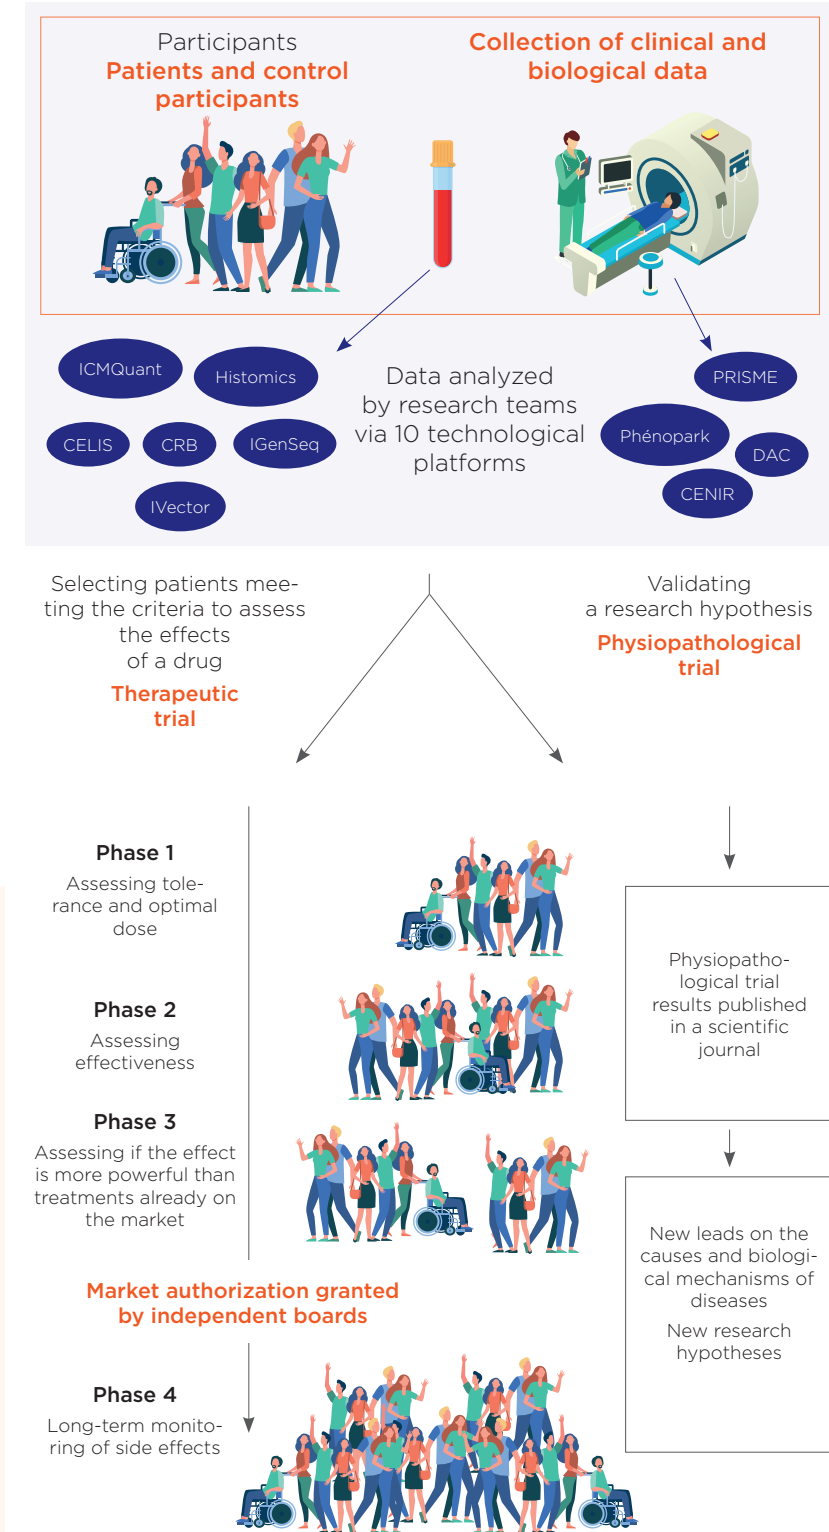 Participants
Patients and control
participants
Collection of clinical and
biological data
ICMQuant
Histomics
CELIS
CRB
IGenSeq
IVector
Data analyzed
by research teams
via 10 technological
platforms
PRISME
Phénopark
DAC
CENIR
Selecting patients mee-
ting the criteria to assess
the effects
of a drug
Therapeutic
trial
Validating
a research hypothesis
Physiopathological
trial
Phase 1
Assessing tole-
rance and optimal
dose
Phase 2
Assessing
effectiveness
Phase 3
Assessing if the effect
is more powerful than
treatments already on
the market
Market authorization granted
by independent boards
Phase 4
Long-term monito-
ring of side effects
Physiopatho-
logical trial
results published
in a scientific
journal
New leads on the
causes and biologi-
cal mechanisms of
diseases
New research
hypotheses